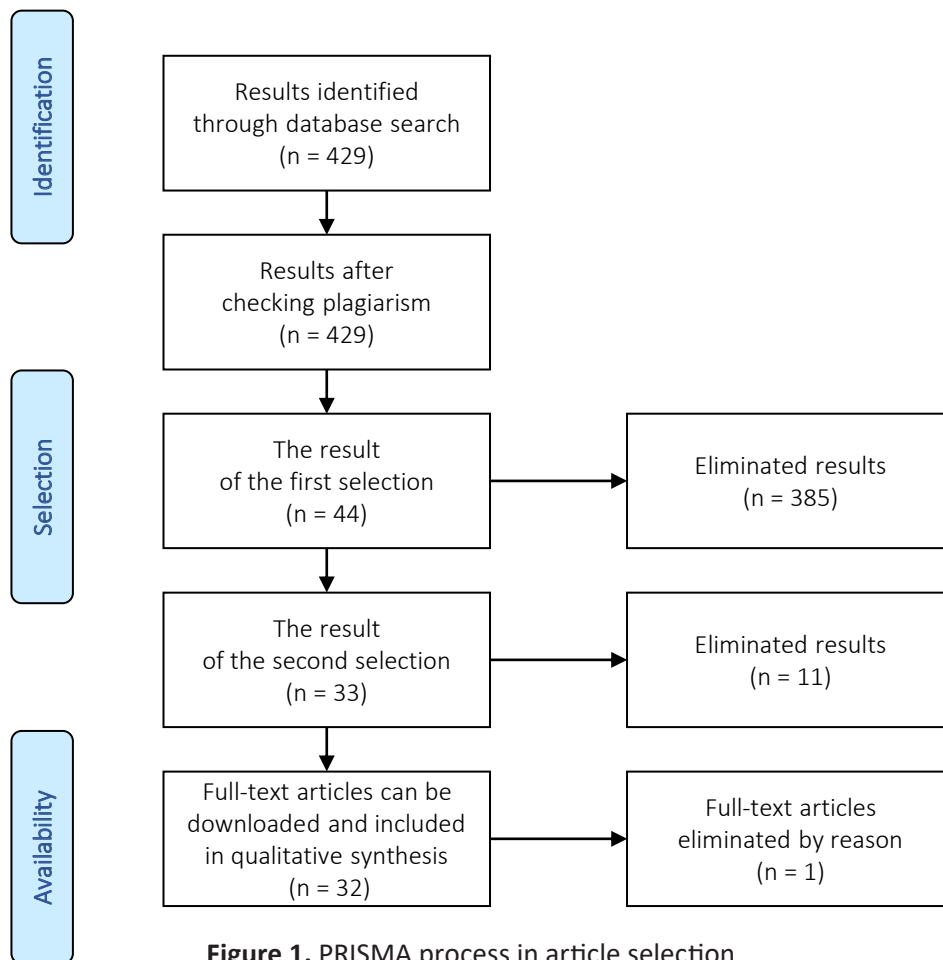 Identification
Results identified
through database search
(n = 429)
Results after
checking plagiarism
(n = 429)
Selection
The result
of the first selection
(n = 44)
Eliminated results
(n = 385)
The result
of the second selection
(n = 33)
Eliminated results
(n = 11)
Availability
Full-text articles can be
downloaded and included
in qualitative synthesis
(n = 32)
Full-text articles
eliminated by reason
(n = 1)
Figure 1. PRISMA process in article selection